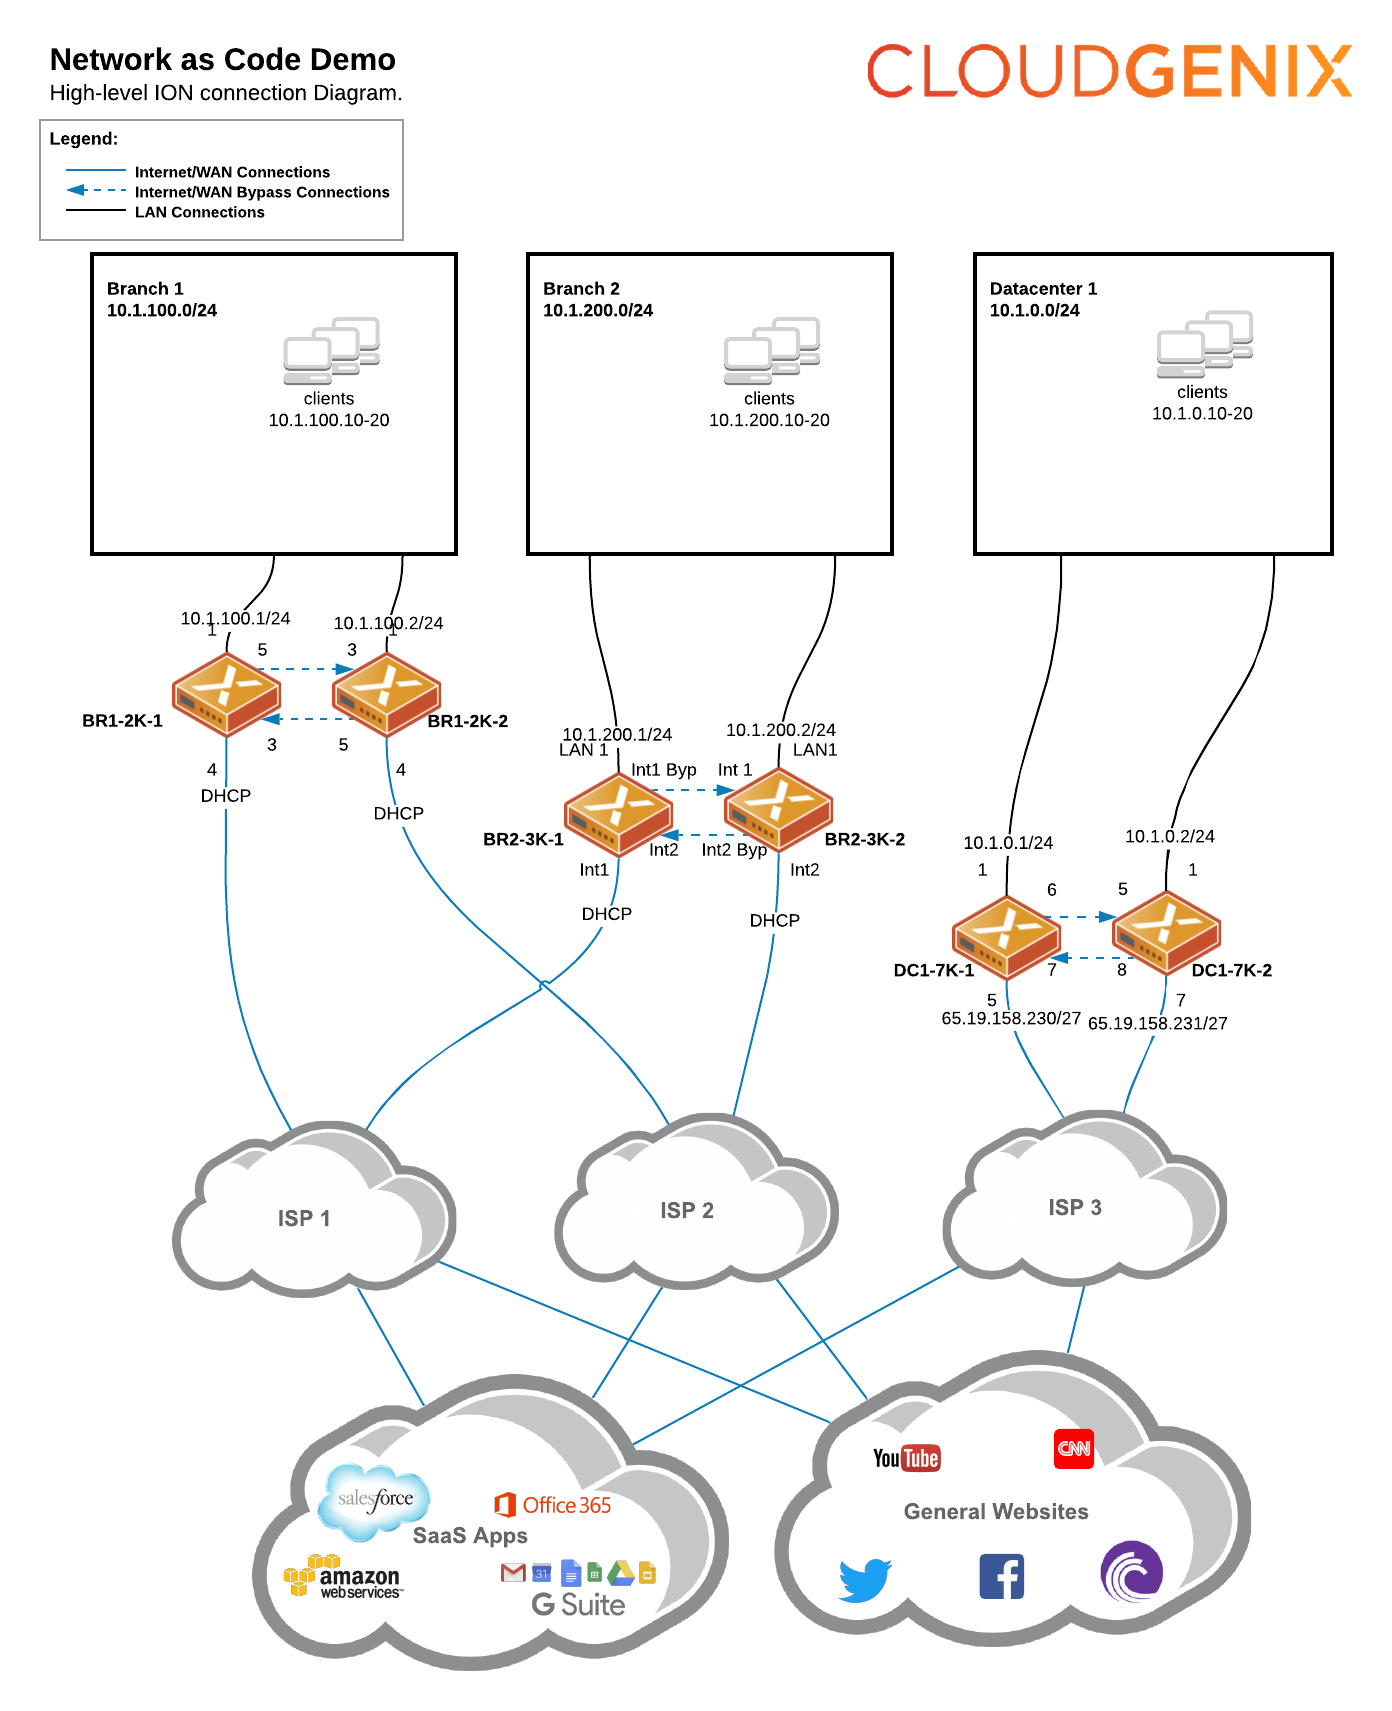 Network as Code Demo
High-level ION connection Diagram.
CLOUDGENIX
Legend:
Internet/WAN Connections
Internet/WAN Bypass Connections
LAN Connections
Branch 1
10.1.100.0/24
clients
10.1.100.10-20
Branch 2
10.1.200.0/24
clients
10.1.200.10-20
Datacenter 1
10.1.0.0/24
clients
10.1.0.10-20
10.1.100.1/24
1
10.1.100.2/24
1
5
3
BR1-2K-1
BR1-2K-2
3
5
4
DHCP
4
DHCP
10.1.200.1/24
LAN 1
10.1.200.2/24
LAN1
Int1 Byp
Int 1
BR2-3K-1
BR2-3K-2
Int2
Int2 Byp
Int1
Int2
DHCP
DHCP
10.1.0.1/24
1
10.1.0.2/24
1
6
5
DC1-7K-1
7
8
DC1-7K-2
5
65.19.158.230/27
7
65.19.158.231/27
ISP 1
ISP 2
ISP 3
salesforce
Office 365
SaaS Apps
amazon
web services™
31
G Suite
YouTube
CNN
General Websites